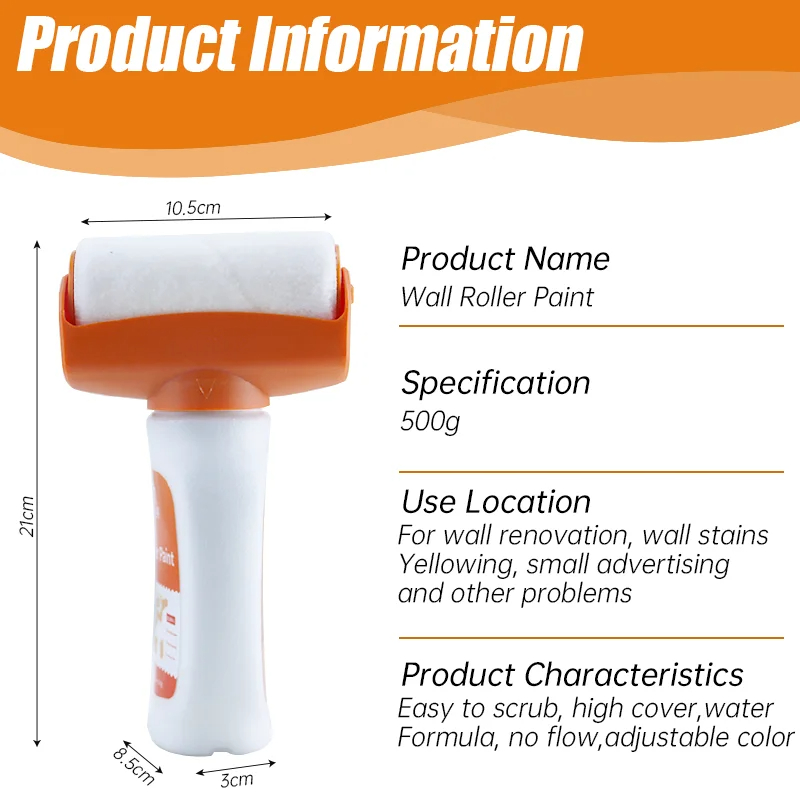 Product Information
10.5cm
21cm
8.5cm
3cm
Paint
Product Name
Wall Roller Paint
Specification
500g
Use Location
For wall renovation, wall stains
Yellowing, small advertising
and other problems
Product Characteristics
Easy to scrub, high cover,water
Formula, no flow,adjustable color